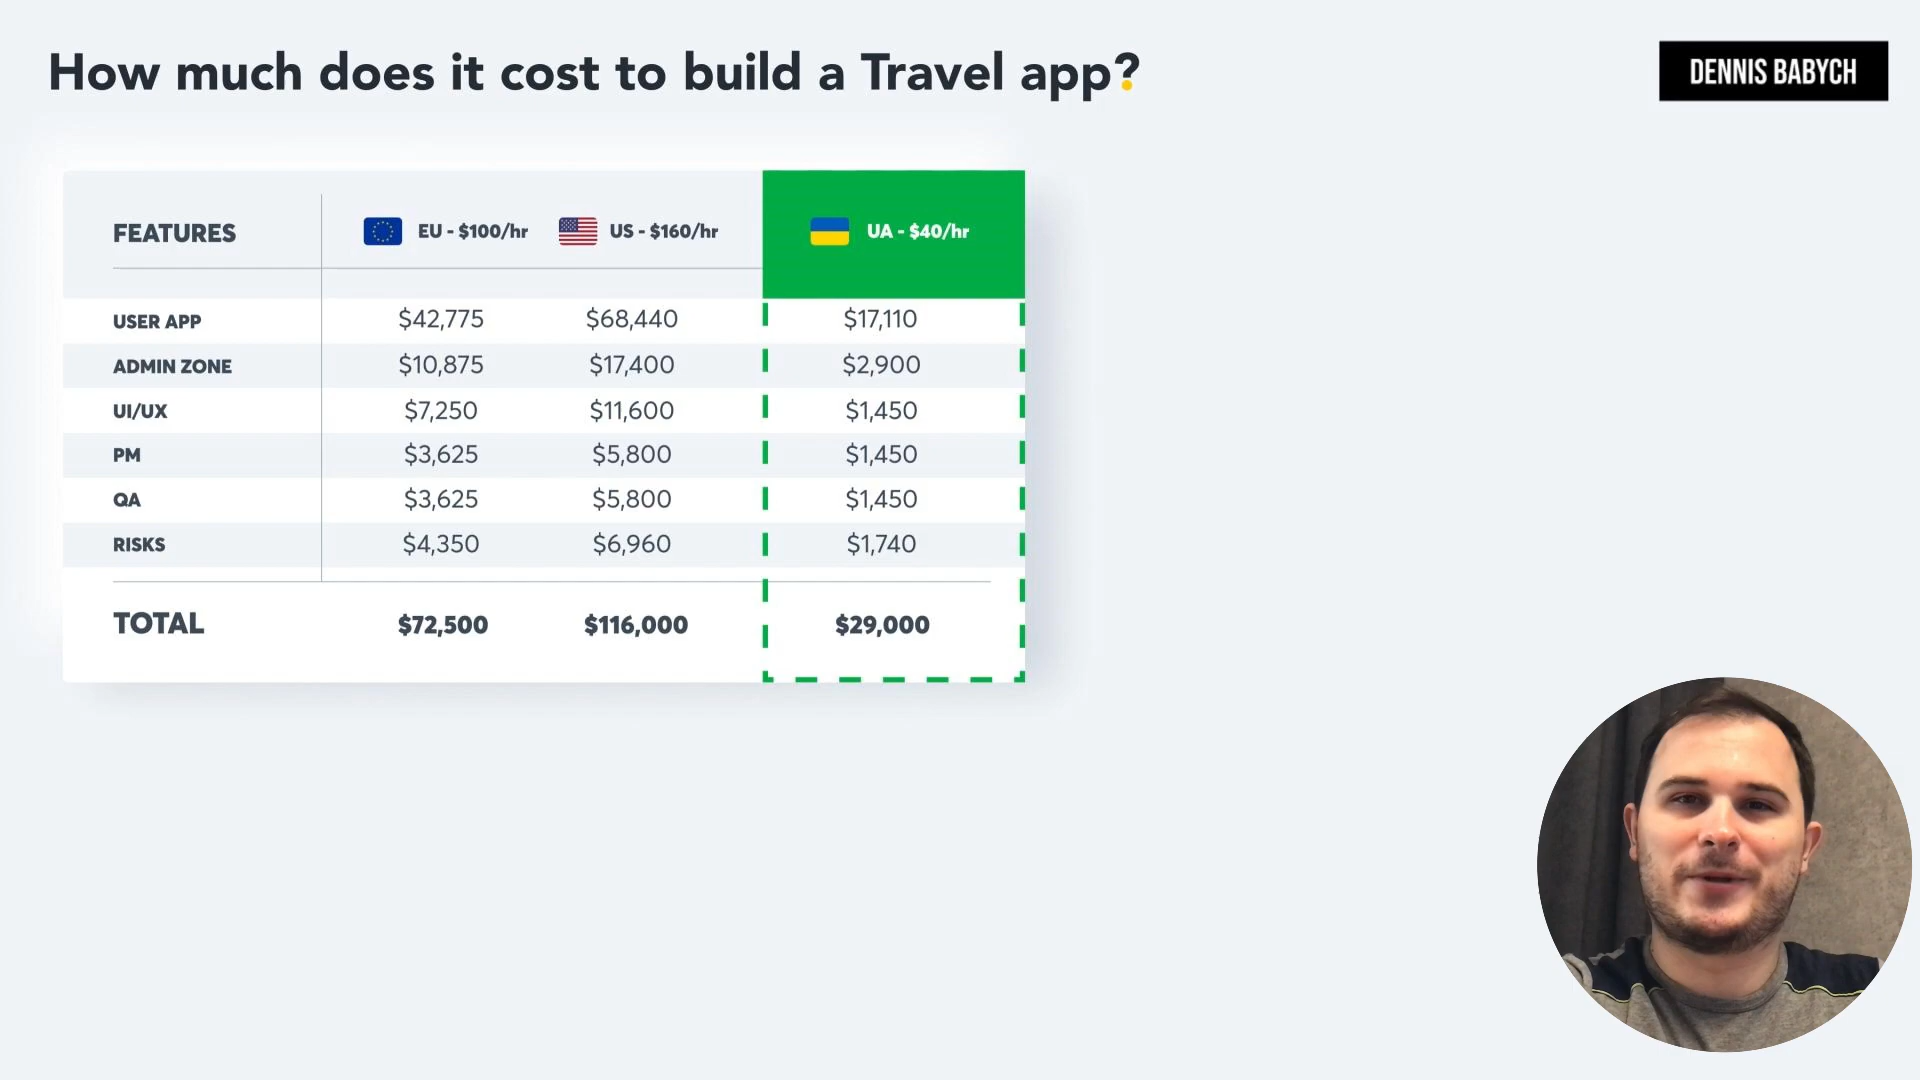 How much does it cost to build a Travel app?
DENNIS BABYCH
FEATURES EU - $100/hr US - $160/hr UA - $40/hr
USER APP $42,775 $68,440 $17,110
ADMIN ZONE $10,875 $17,400 $2,900
UI/UX $7,250 $11,600 $1,450
PM $3,625 $5,800 $1,450
QA $3,625 $5,800 $1,450
RISKS $4,350 $6,960 $1,740
TOTAL $72,500 $116,000 $29,000